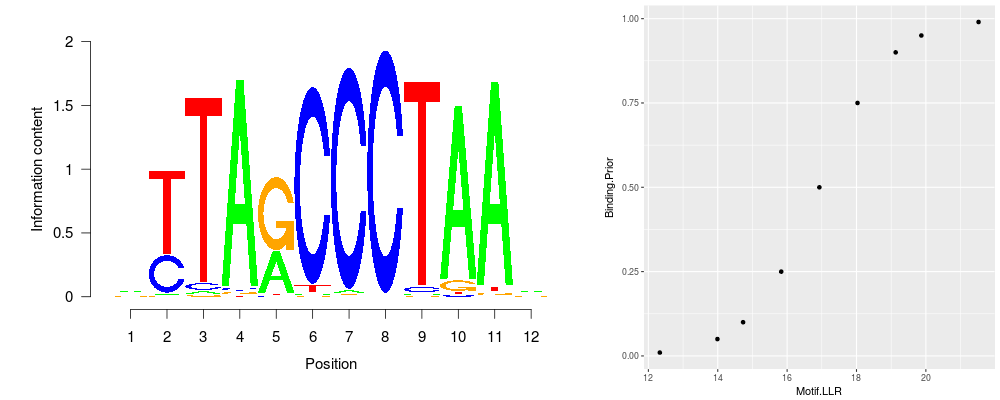 2
1.5
1
0.5
0
Information content
T
C
T
A
G
A
C
C
C
T
A
A
1 2 3 4 5 6 7 8 9 10 11 12
Position
1.00
0.75
0.50
0.25
0.00
Binding.Prior
12 14 16 18 20
Motif.LLR